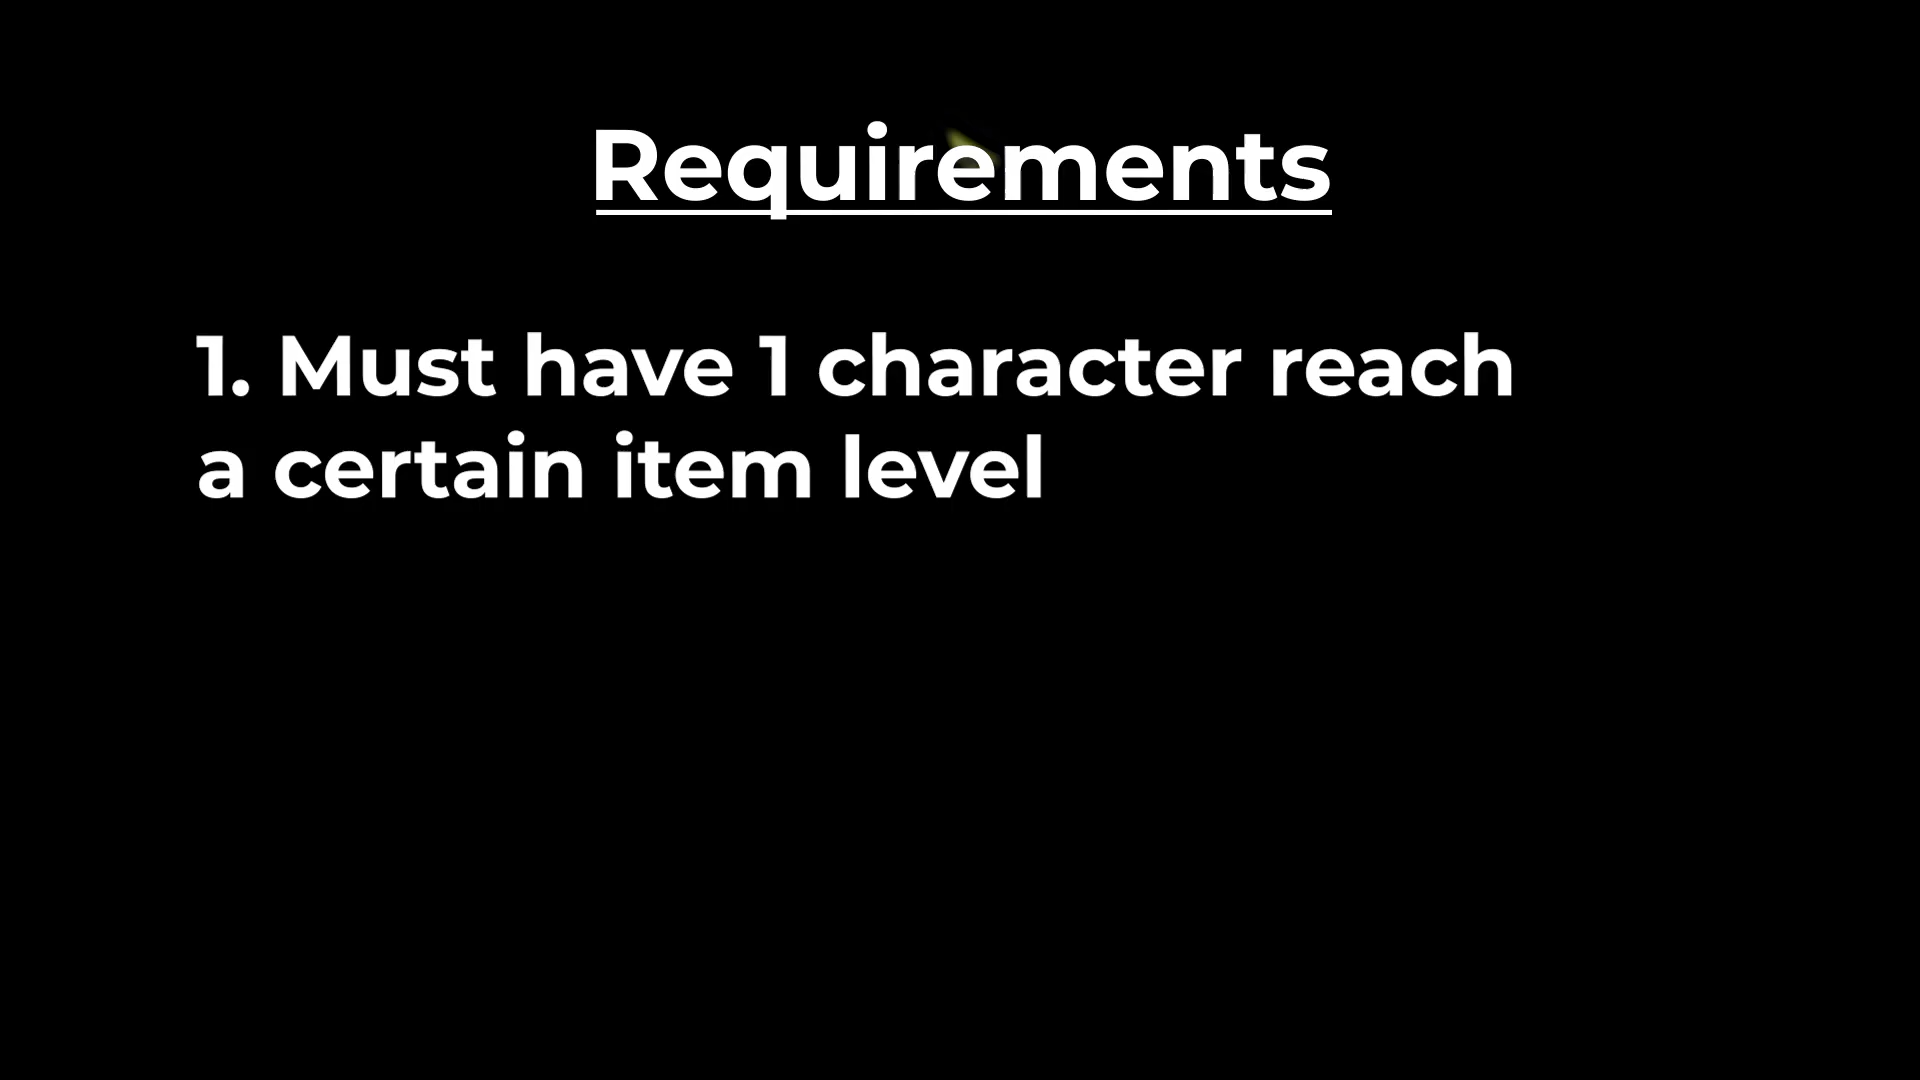 Requirements
1. Must have 1 character reach
a certain item level